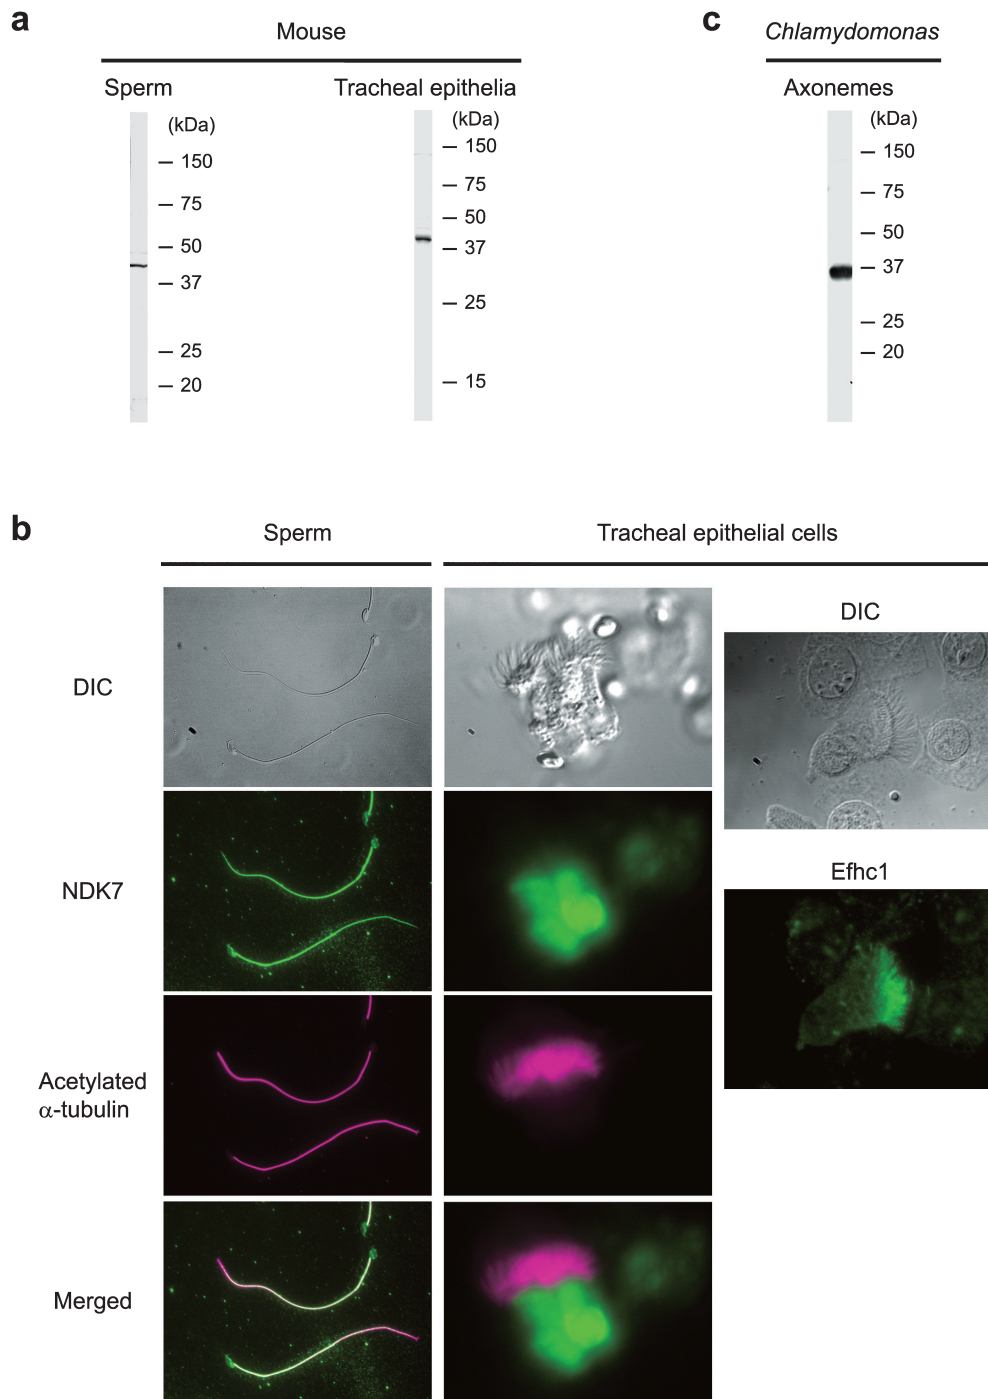 a
Mouse
Sperm
Tracheal epithelia
(kDa)
150
75
50
37
25
20
(kDa)
150
75
50
37
25
15
c
Chlamydomonas
Axonemes
(kDa)
150
75
50
37
25
20
b
Sperm
Tracheal epithelial cells
DIC
NDK7
Acetylated
α-tubulin
Merged
DIC
Efhc1